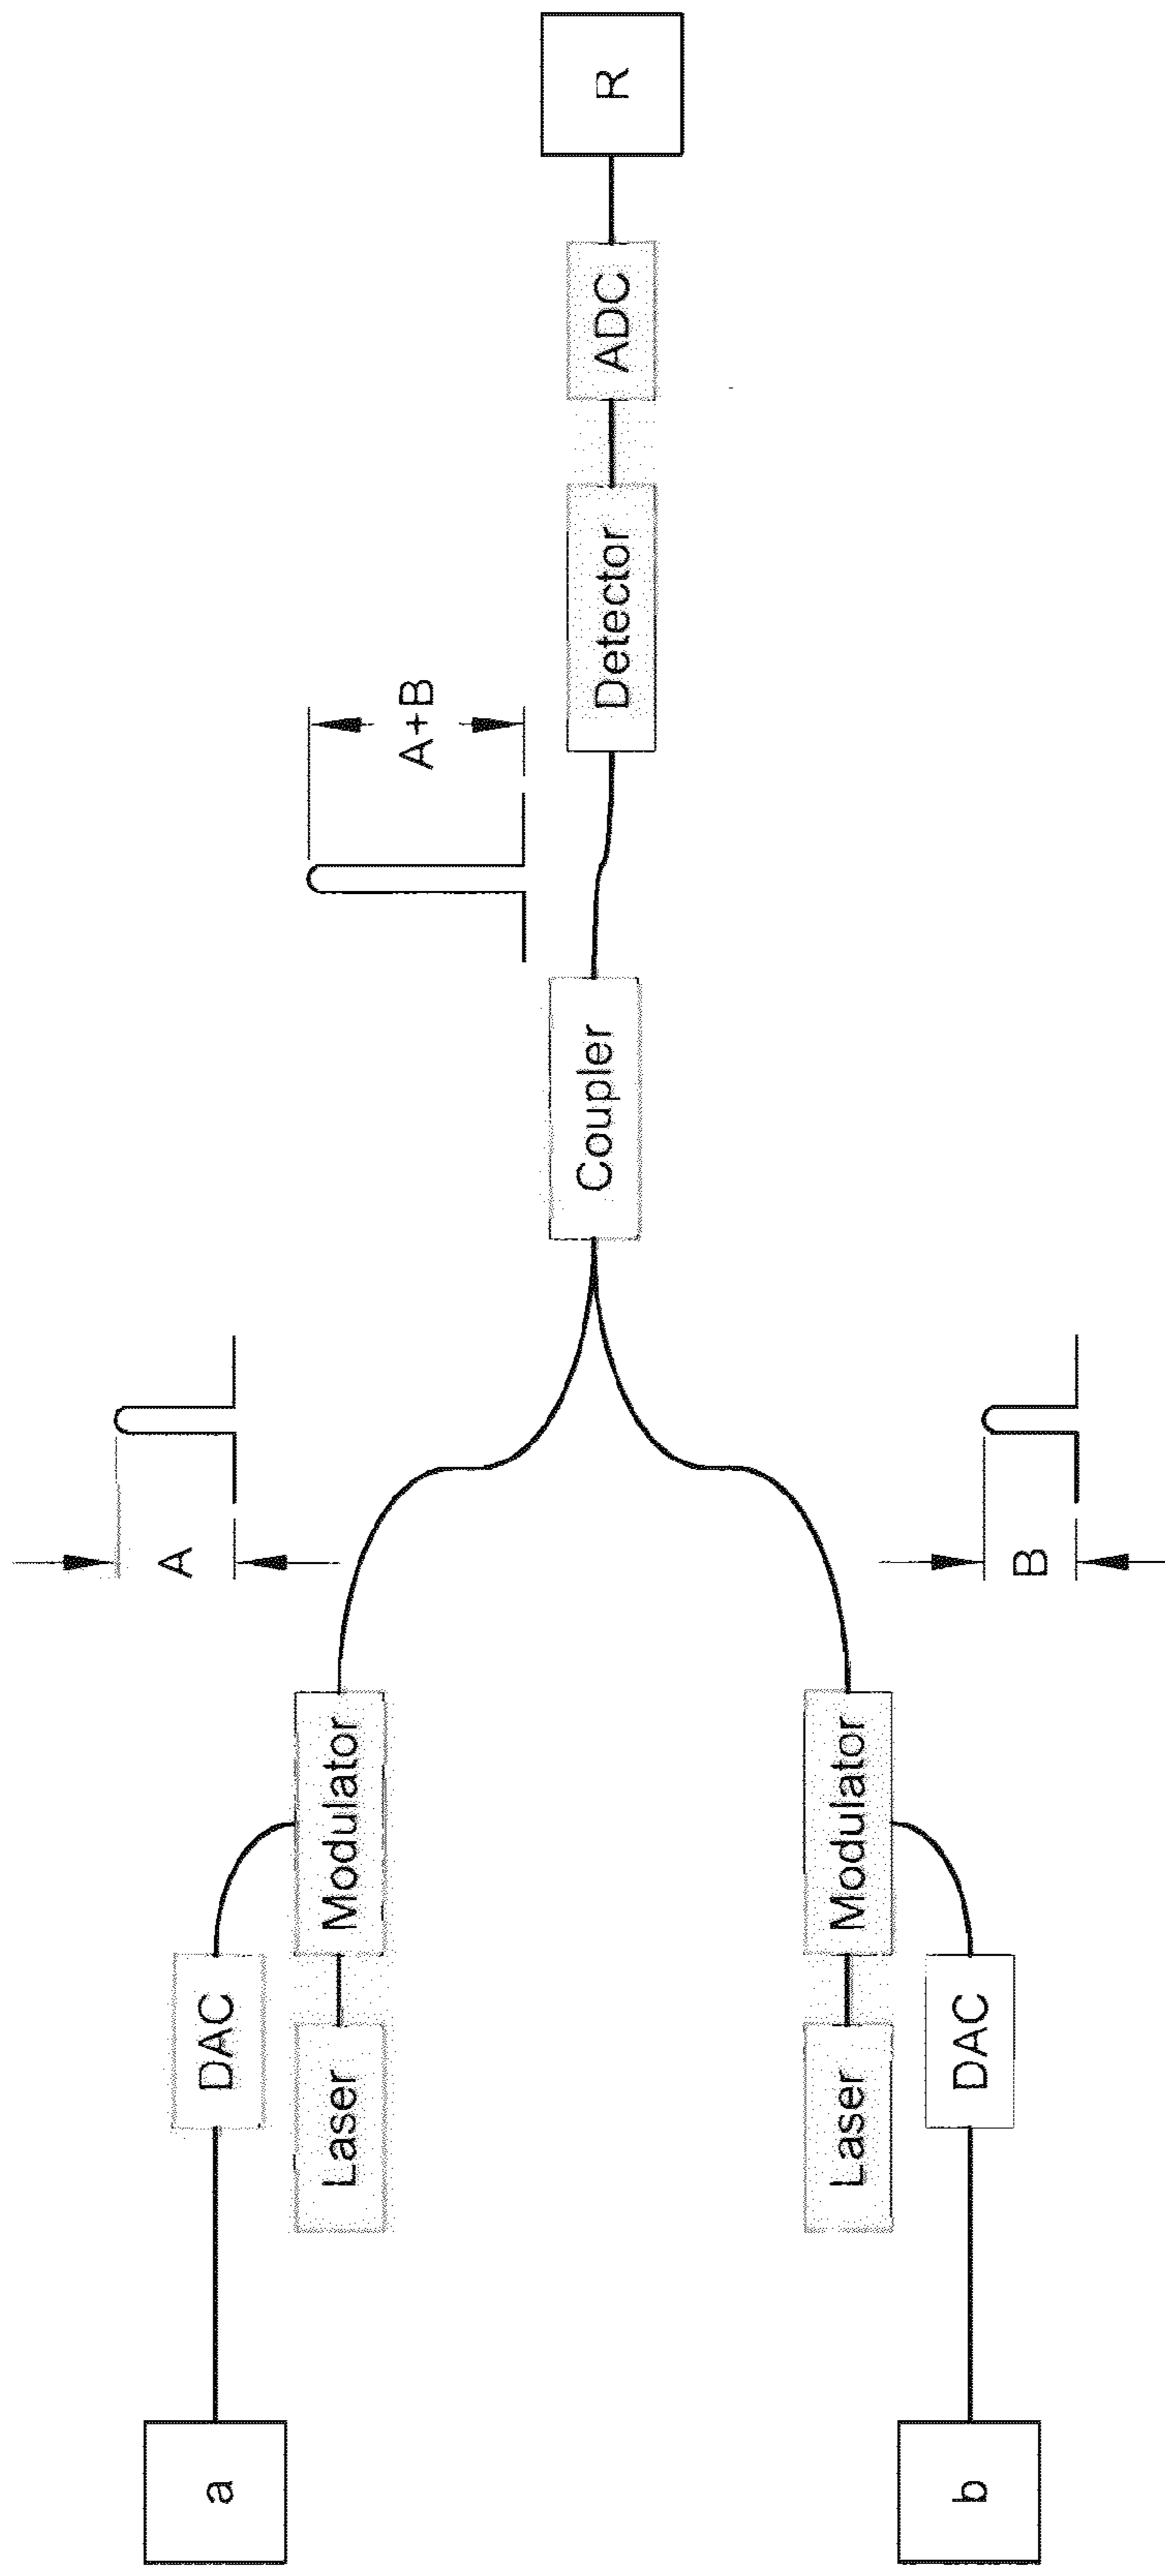 a
DAC
Laser
Modulator
A
b
DAC
Laser
Modulator
B
Coupler
A+B
Detector
ADC
R